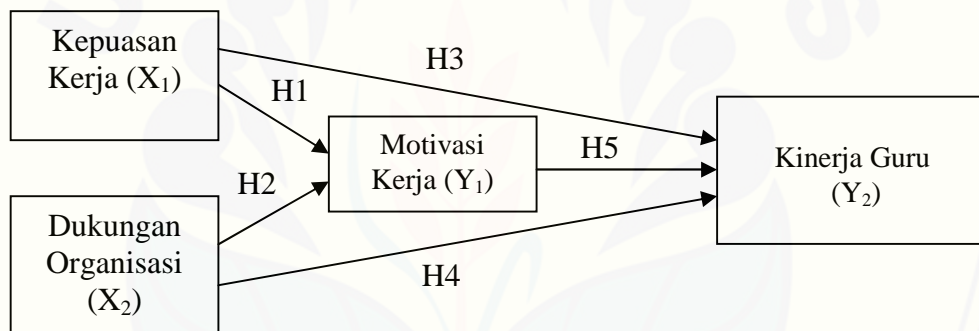 Kepuasan
Kerja (X₁)
H3
H1
Motivasi
Kerja (Y₁)
H5
Kinerja Guru
(Y₂)
H2
Dukungan
Organisasi
(X₂)
H4